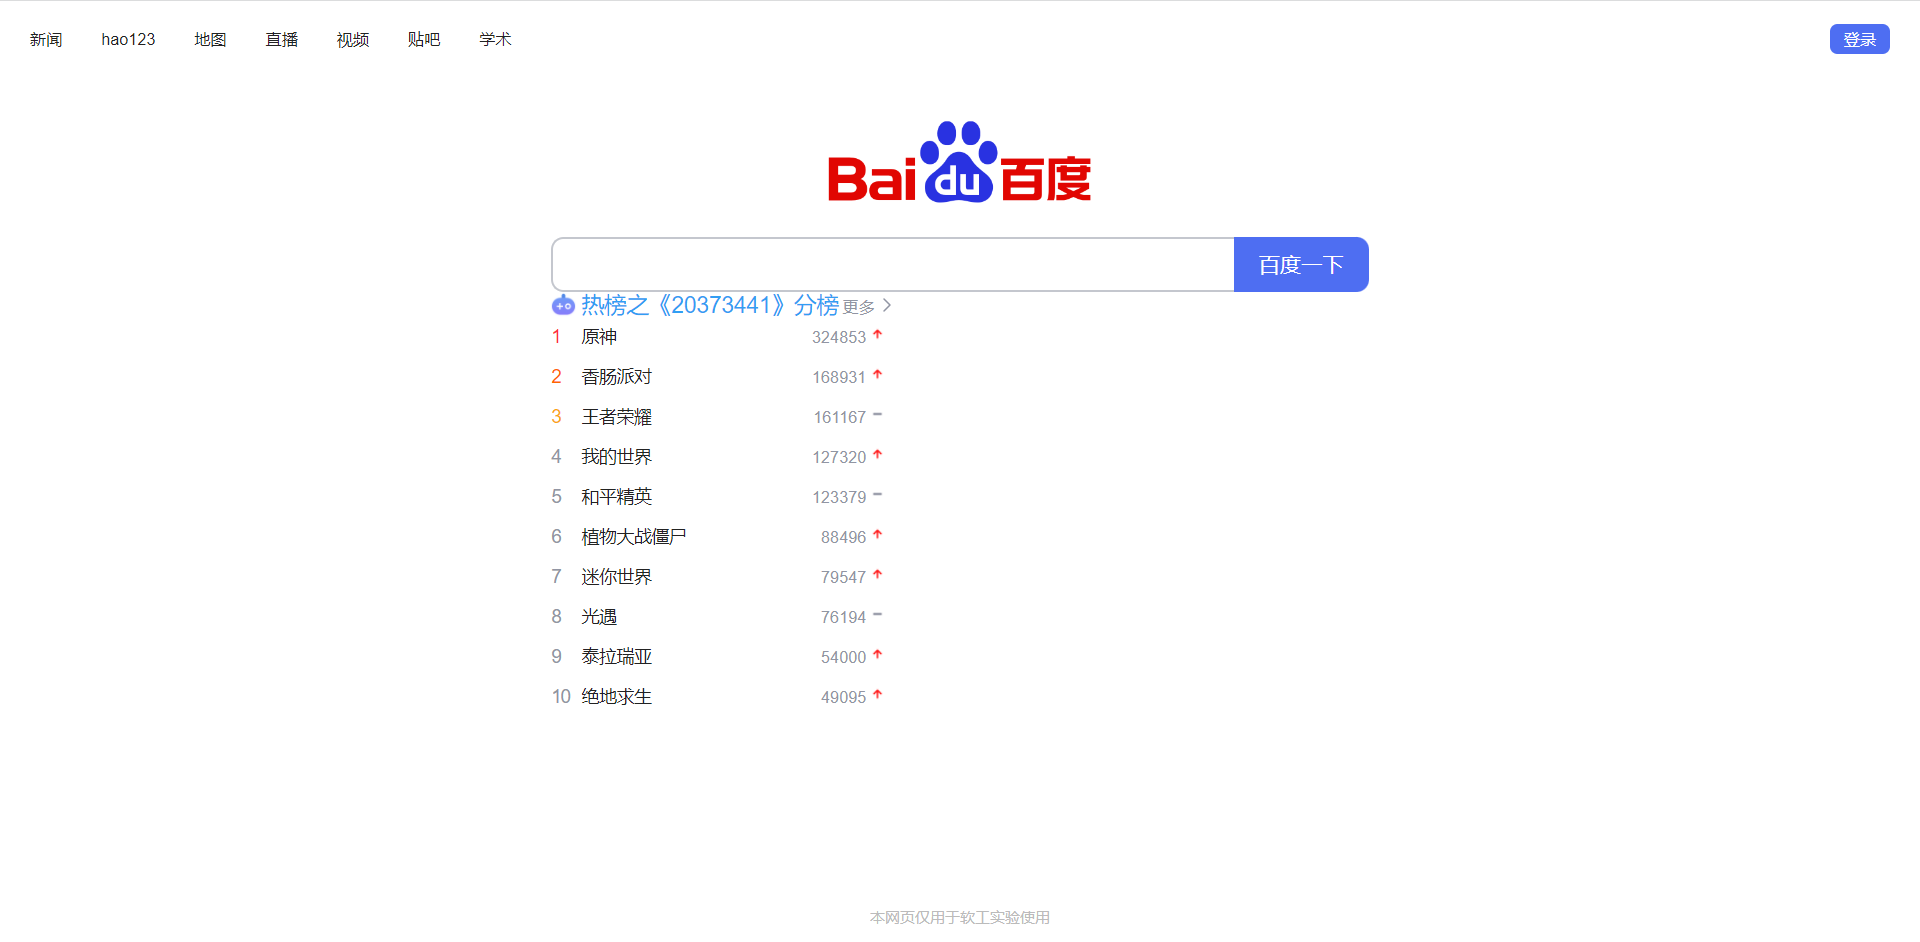 新闻 hao123 地图 直播 视频 贴吧 学术 登录
Bai du 百度
百度一下
热榜之《20373441》分榜 更多
1 原神 324853
2 香肠派对 168931
3 王者荣耀 161167
4 我的世界 127320
5 和平精英 123379
6 植物大战僵尸 88496
7 迷你世界 79547
8 光遇 76194
9 泰拉瑞亚 54000
10 绝地求生 49095
本网页仅用于软工实验使用